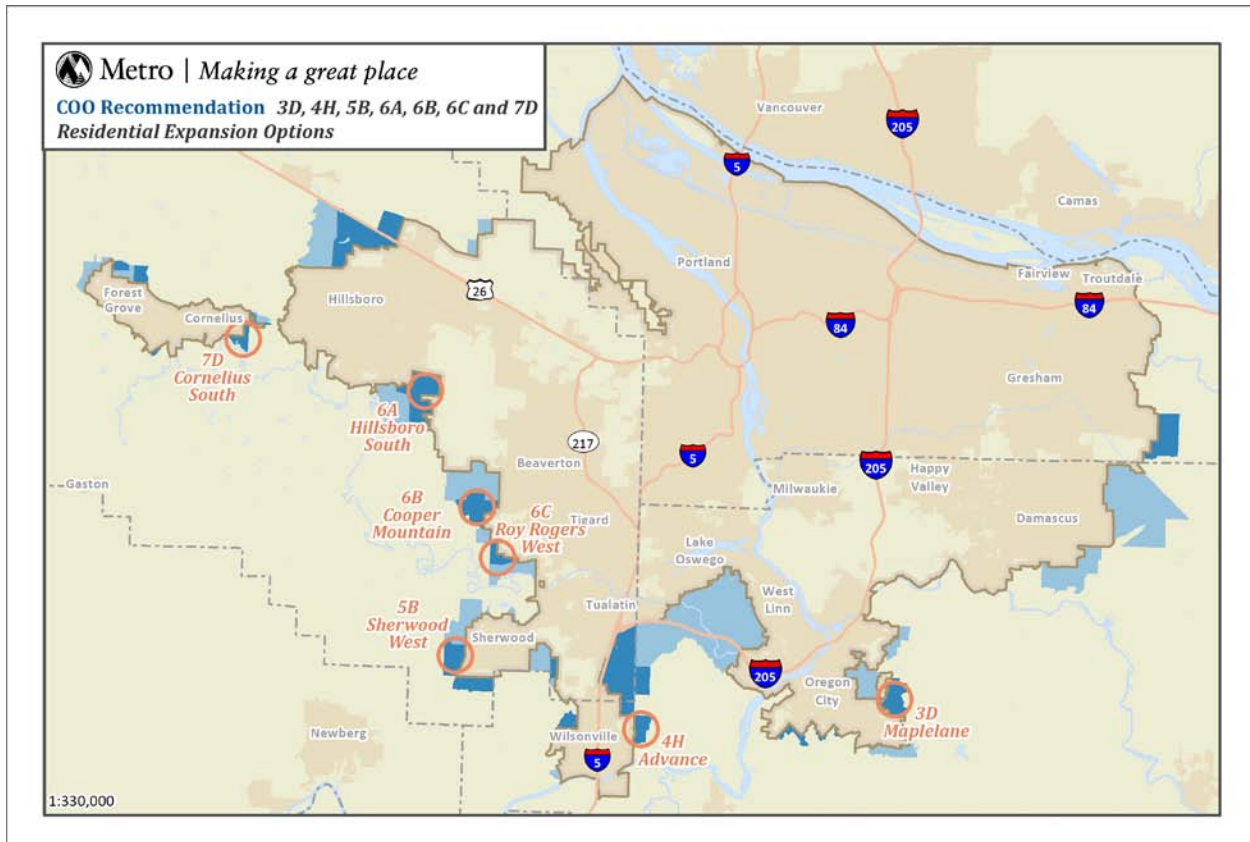 Metro | Making a great place
COO Recommendation 3D, 4H, 5B, 6A, 6B, 6C and 7D
Residential Expansion Options
Vancouver
205
5
Camas
Portland
Fairview
Troutdale
Forest
Grove
Hillsboro
26
84
84
Cornelius
7D
Cornelius
South
Gresham
6A
Hillsboro
South
217
5
205
Beaverton
Happy
Valley
Milwaukie
Gaston
6B
Cooper
Mountain
6C
Roy Rogers
West
Tigard
Damascus
Lake
Oswego
West
Linn
Tualatin
5B
Sherwood
West
Sherwood
205
Oregon
City
3D
Maplelane
Newberg
Wilsonville
4H
Advance
5
1:330,000